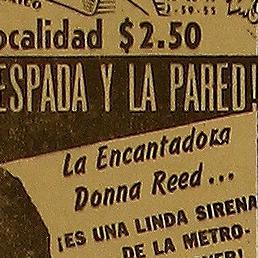 ocalidad $2.50
ESPADA Y LA PARED!
La Encantadora
Donna Reed...
¡ES UNA LINDA SIRENA
DE LA METRO-